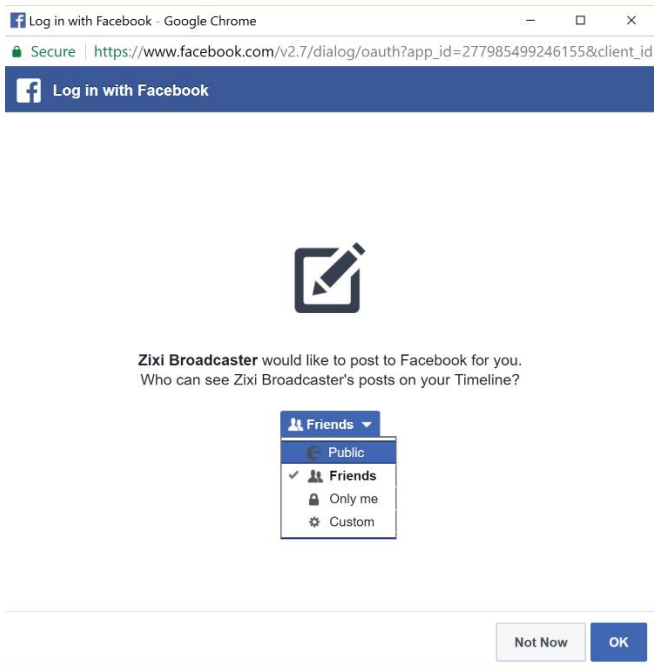 Log in with Facebook - Google Chrome
Secure | https://www.facebook.com/v2.7/dialog/oauth?app_id=277985499246155&client_id
Log in with Facebook
Zixi Broadcaster would like to post to Facebook for you.
Who can see Zixi Broadcaster's posts on your Timeline?
Friends
Public
Friends
Only me
Custom
Not Now OK